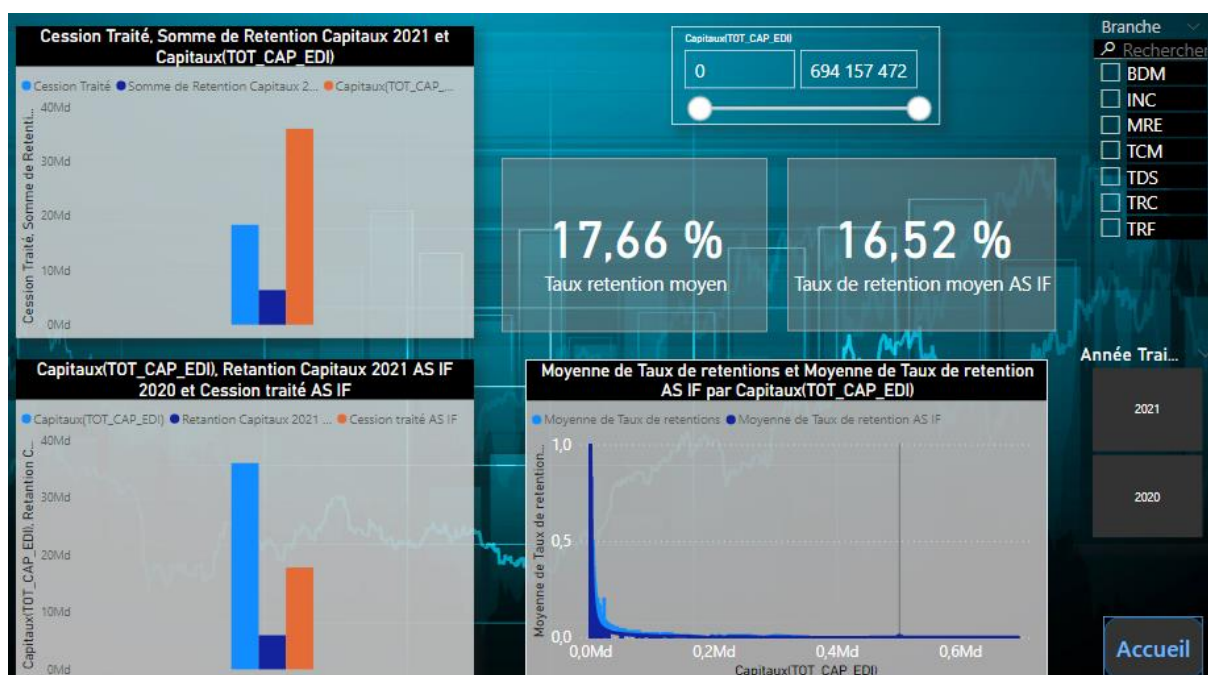 Cession Traité, Somme de Retention Capitaux 2021 et
Capitaux(TOT_CAP_EDI)
Cession Traité Somme de Retention Capitaux 2... Capitaux(TOT_CAP_...
Cession Traité, Somme de Retenti...
40Md
30Md
20Md
10Md
0Md
Capitaux(TOT_CAP_EDI)
0
694 157 472
17,66 %
Taux retention moyen
16,52 %
Taux de retention moyen AS IF
Branche
Rechercher
BDM
INC
MRE
TCM
TDS
TRC
TRF
Capitaux(TOT_CAP_EDI), Retantion Capitaux 2021 AS IF
2020 et Cession traité AS IF
Capitaux(TOT_CAP_EDI) Retantion Capitaux 2021 ... Cession traité AS IF
Capitaux(TOT_CAP_EDI), Retantion C...
40Md
30Md
20Md
10Md
0Md
Moyenne de Taux de retentions et Moyenne de Taux de retention
AS IF par Capitaux(TOT_CAP_EDI)
Moyenne de Taux de retentions Moyenne de Taux de retention AS IF
Moyenne de Taux de retention...
1,0
0,5
0,0
0,0Md
0,2Md
0,4Md
0,6Md
Capitaux(TOT_CAP_EDI)
Année Trai...
2021
2020
Accueil